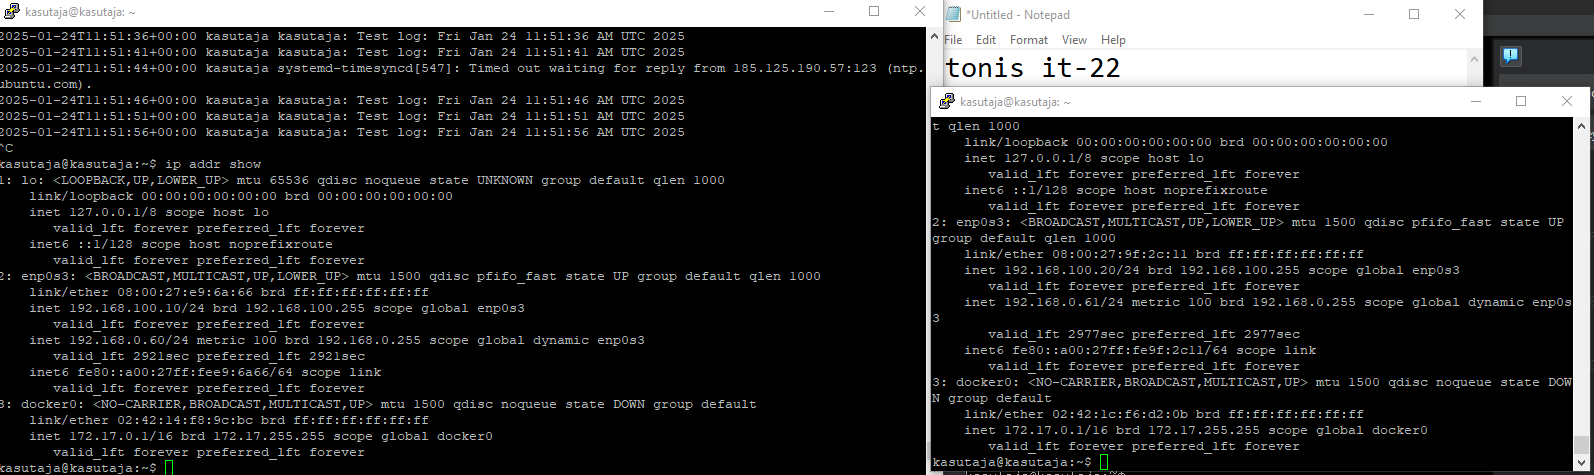 kasutaja@kasutaja: ~
2025-01-24T11:51:36+00:00 kasutaja kasutaja: Test log: Fri Jan 24 11:51:36 AM UTC 2025
2025-01-24T11:51:41+00:00 kasutaja kasutaja: Test log: Fri Jan 24 11:51:41 AM UTC 2025
2025-01-24T11:51:44+00:00 kasutaja systemd-timesyncd[547]: Timed out waiting for reply from 185.125.190.57:123 (ntp.
ubuntu.com).
2025-01-24T11:51:46+00:00 kasutaja kasutaja: Test log: Fri Jan 24 11:51:46 AM UTC 2025
2025-01-24T11:51:51+00:00 kasutaja kasutaja: Test log: Fri Jan 24 11:51:51 AM UTC 2025
2025-01-24T11:51:56+00:00 kasutaja kasutaja: Test log: Fri Jan 24 11:51:56 AM UTC 2025
^C
kasutaja@kasutaja:~$ ip addr show
1: lo: <LOOPBACK,UP,LOWER_UP> mtu 65536 qdisc noqueue state UNKNOWN group default qlen 1000
    link/loopback 00:00:00:00:00:00 brd 00:00:00:00:00:00
    inet 127.0.0.1/8 scope host lo
       valid_lft forever preferred_lft forever
    inet6 ::1/128 scope host noprefixroute
       valid_lft forever preferred_lft forever
2: enp0s3: <BROADCAST,MULTICAST,UP,LOWER_UP> mtu 1500 qdisc pfifo_fast state UP group default qlen 1000
    link/ether 08:00:27:e9:6a:66 brd ff:ff:ff:ff:ff:ff
    inet 192.168.100.10/24 brd 192.168.100.255 scope global enp0s3
       valid_lft forever preferred_lft forever
    inet 192.168.0.60/24 metric 100 brd 192.168.0.255 scope global dynamic enp0s3
       valid_lft 2921sec preferred_lft 2921sec
    inet6 fe80::a00:27ff:fee9:6a66/64 scope link
       valid_lft forever preferred_lft forever
3: docker0: <NO-CARRIER,BROADCAST,MULTICAST,UP> mtu 1500 qdisc noqueue state DOWN group default
    link/ether 02:42:14:f8:9c:bc brd ff:ff:ff:ff:ff:ff
    inet 172.17.0.1/16 brd 172.17.255.255 scope global docker0
       valid_lft forever preferred_lft forever
kasutaja@kasutaja:~$
*Untitled - Notepad
File Edit Format View Help
tonis it-22
kasutaja@kasutaja: ~
t qlen 1000
    link/loopback 00:00:00:00:00:00 brd 00:00:00:00:00:00
    inet 127.0.0.1/8 scope host lo
       valid_lft forever preferred_lft forever
    inet6 ::1/128 scope host noprefixroute
       valid_lft forever preferred_lft forever
2: enp0s3: <BROADCAST,MULTICAST,UP,LOWER_UP> mtu 1500 qdisc pfifo_fast state UP
group default qlen 1000
    link/ether 08:00:27:9f:2c:11 brd ff:ff:ff:ff:ff:ff
    inet 192.168.100.20/24 brd 192.168.100.255 scope global enp0s3
       valid_lft forever preferred_lft forever
    inet 192.168.0.61/24 metric 100 brd 192.168.0.255 scope global dynamic enp0s
3
       valid_lft 2977sec preferred_lft 2977sec
    inet6 fe80::a00:27ff:fe9f:2c11/64 scope link
       valid_lft forever preferred_lft forever
3: docker0: <NO-CARRIER,BROADCAST,MULTICAST,UP> mtu 1500 qdisc noqueue state DOW
N group default
    link/ether 02:42:1c:f6:d2:0b brd ff:ff:ff:ff:ff:ff
    inet 172.17.0.1/16 brd 172.17.255.255 scope global docker0
       valid_lft forever preferred_lft forever
kasutaja@kasutaja:~$